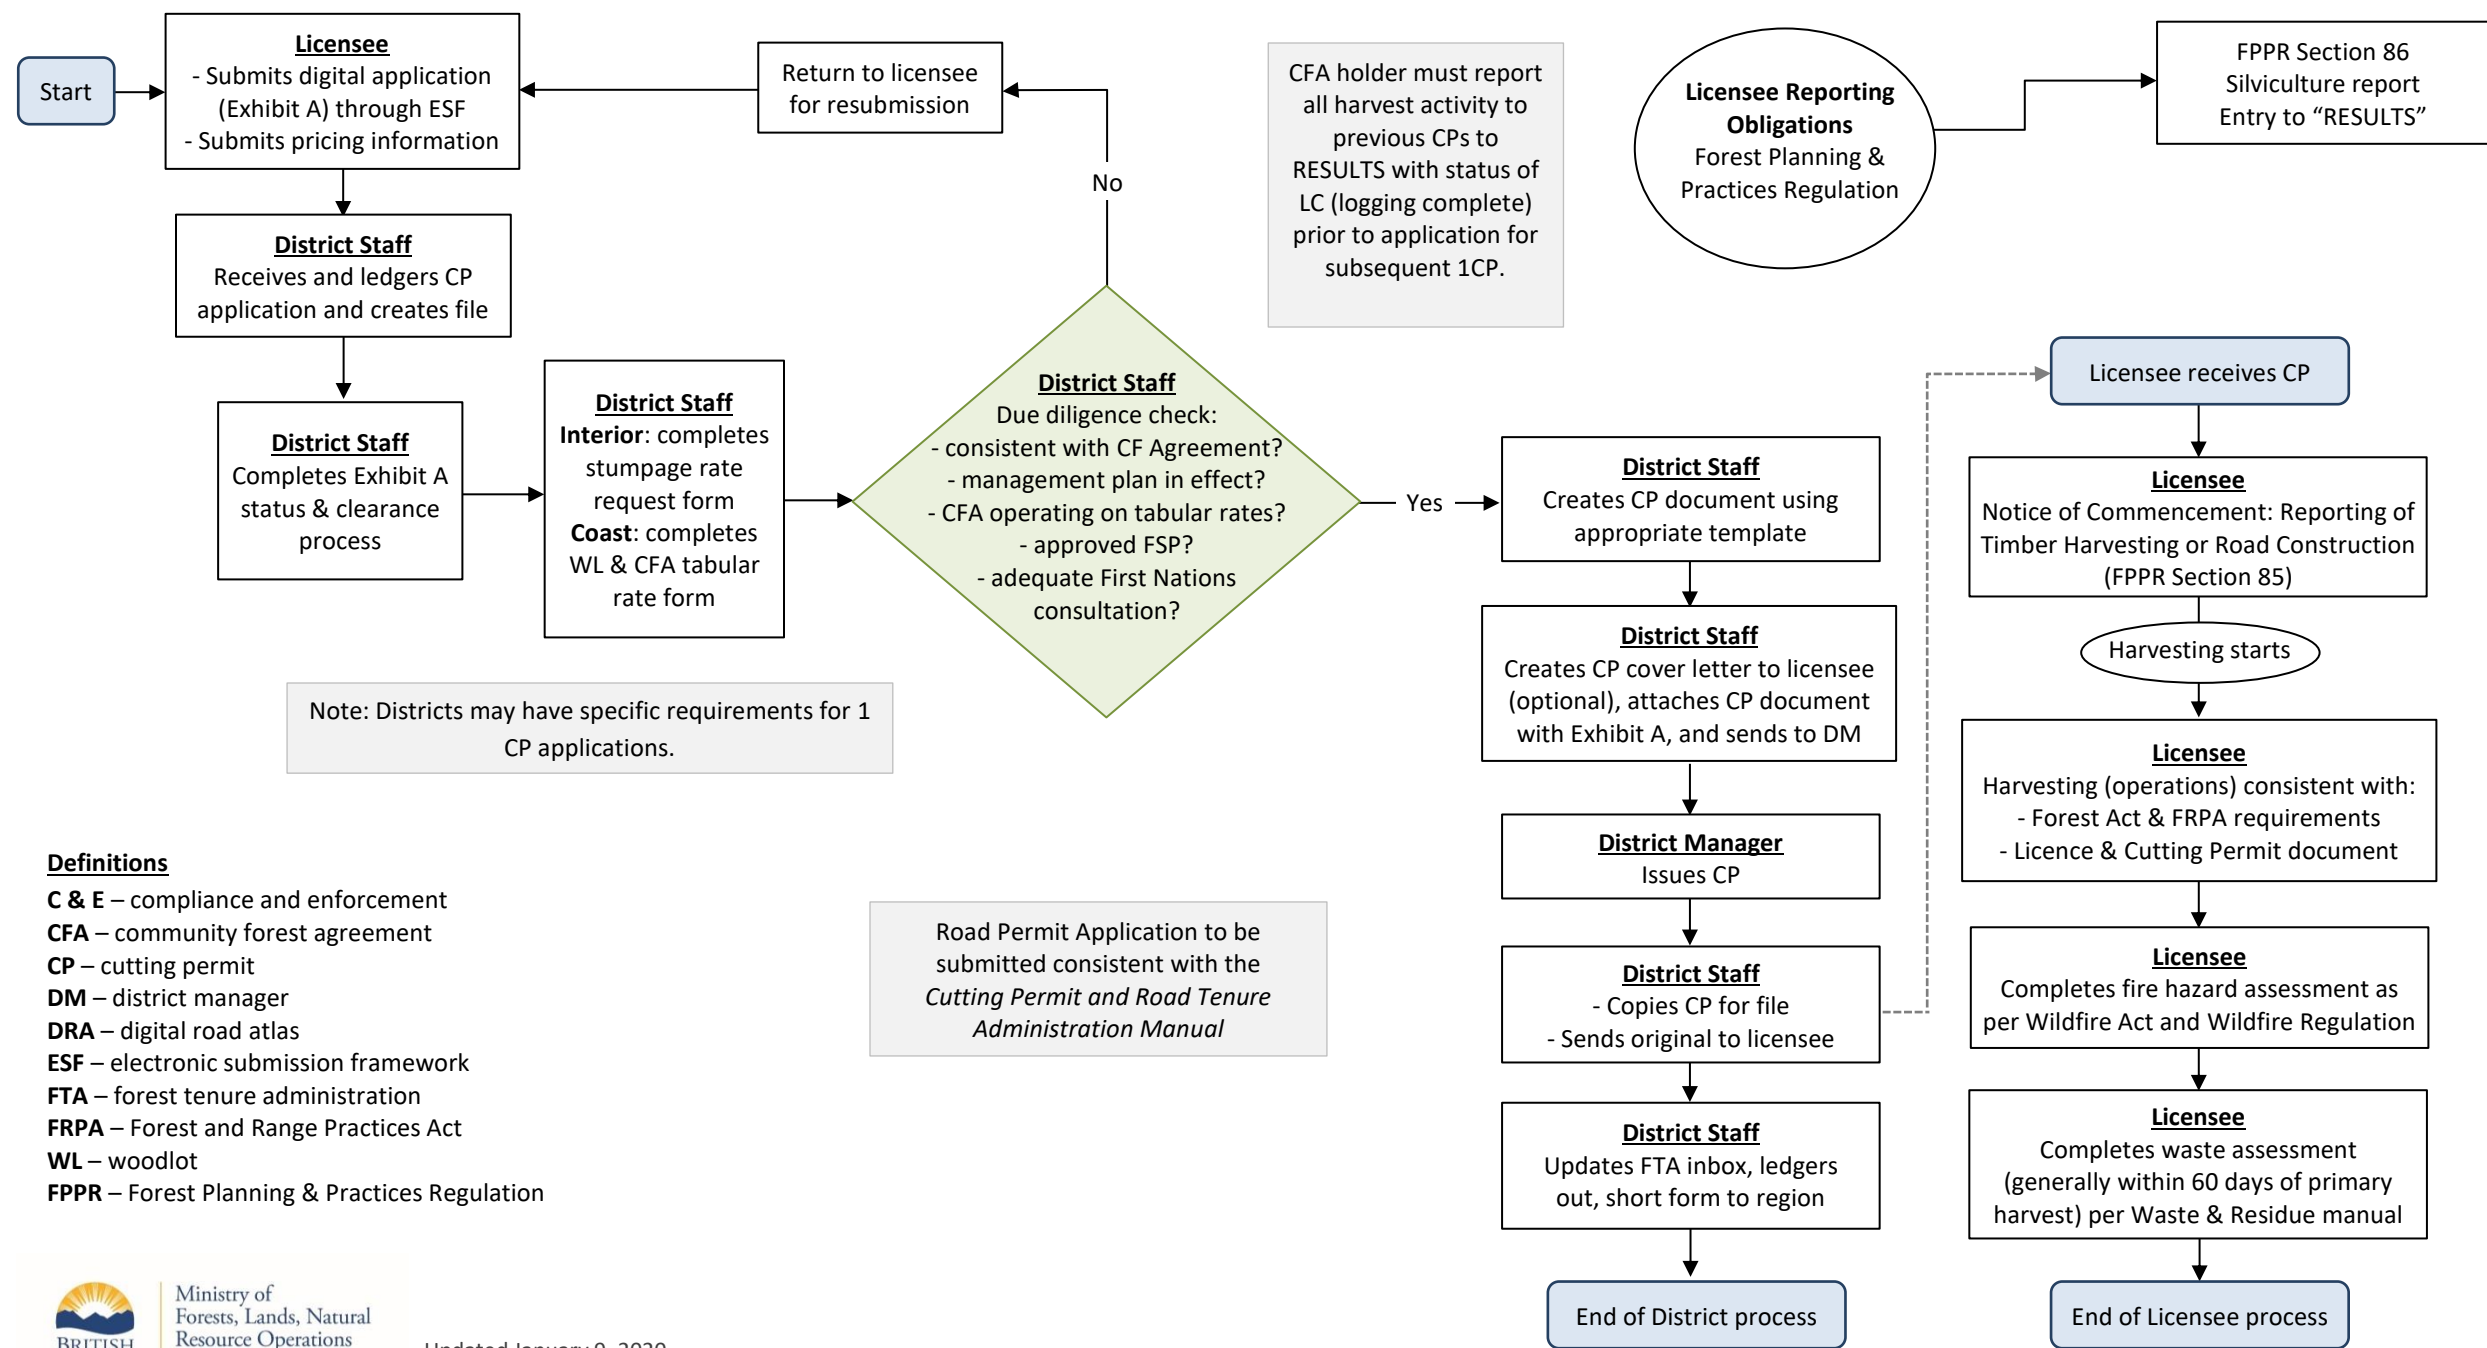 Start
Licensee
- Submits digital application
(Exhibit A) through ESF
- Submits pricing information
Return to licensee
for resubmission
No
District Staff
Receives and ledgers CP
application and creates file
District Staff
Completes Exhibit A
status & clearance
process
District Staff
Interior: completes
stumpage rate
request form
Coast: completes
WL & CFA tabular
rate form
District Staff
Due diligence check:
- consistent with CF Agreement?
- management plan in effect?
- CFA operating on tabular rates?
- approved FSP?
- adequate First Nations
consultation?
Yes
Note: Districts may have specific requirements for 1
CP applications.
CFA holder must report
all harvest activity to
previous CPs to
RESULTS with status of
LC (logging complete)
prior to application for
subsequent 1CP.
Licensee Reporting
Obligations
Forest Planning &
Practices Regulation
FPPR Section 86
Silviculture report
Entry to “RESULTS”
District Staff
Creates CP document using
appropriate template
District Staff
Creates CP cover letter to licensee
(optional), attaches CP document
with Exhibit A, and sends to DM
District Manager
Issues CP
District Staff
- Copies CP for file
- Sends original to licensee
District Staff
Updates FTA inbox, ledgers
out, short form to region
End of District process
Licensee receives CP
Licensee
Notice of Commencement: Reporting of
Timber Harvesting or Road Construction
(FPPR Section 85)
Harvesting starts
Licensee
Harvesting (operations) consistent with:
- Forest Act & FRPA requirements
- Licence & Cutting Permit document
Licensee
Completes fire hazard assessment as
per Wildfire Act and Wildfire Regulation
Licensee
Completes waste assessment
(generally within 60 days of primary
harvest) per Waste & Residue manual
End of Licensee process
Road Permit Application to be
submitted consistent with the
Cutting Permit and Road Tenure
Administration Manual
Definitions
C & E – compliance and enforcement
CFA – community forest agreement
CP – cutting permit
DM – district manager
DRA – digital road atlas
ESF – electronic submission framework
FTA – forest tenure administration
FRPA – Forest and Range Practices Act
WL – woodlot
FPPR – Forest Planning & Practices Regulation
BRITISH
Ministry of
Forests, Lands, Natural
Resource Operations
Updated January 9, 2020